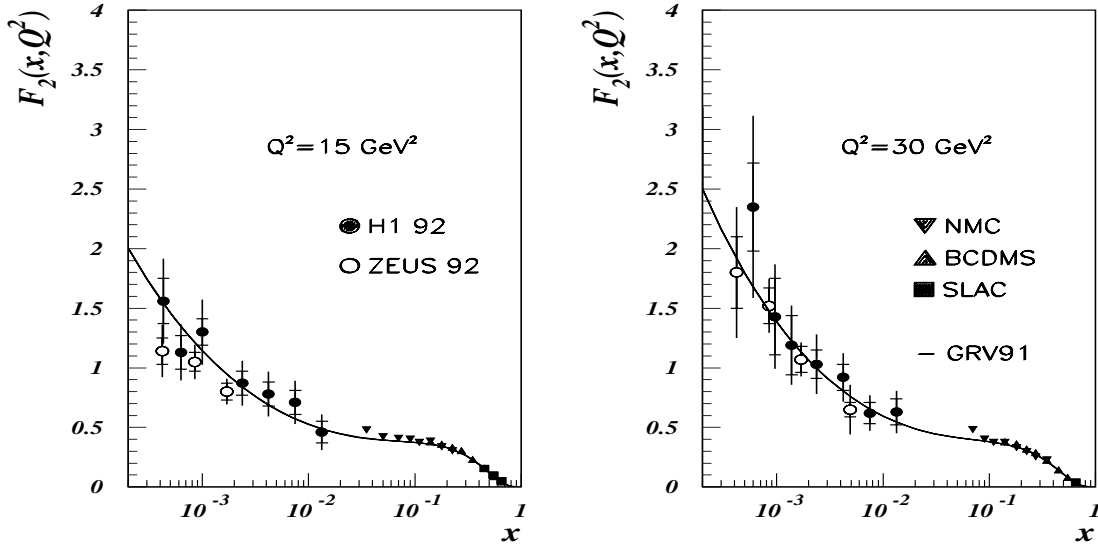 F₂(x,Q²)
4
3.5
3
2.5
2
1.5
1
0.5
0
Q²=15 GeV²
H1 92
ZEUS 92
10⁻³
10⁻²
10⁻¹
1
x
F₂(x,Q²)
4
3.5
3
2.5
2
1.5
1
0.5
0
Q²=30 GeV²
NMC
BCDMS
SLAC
GRV91
10⁻³
10⁻²
10⁻¹
1
x